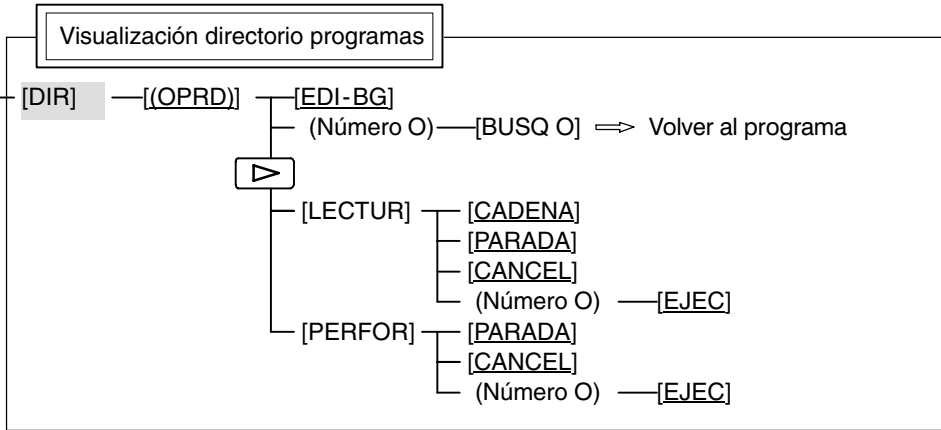 Visualización directorio programas
[DIR] [(OPRD)] [EDI-BG]
(Número O) [BUSQ O] Volver al programa
[LECTUR] [CADENA]
[PARADA]
[CANCEL]
(Número O) [EJEC]
[PERFOR] [PARADA]
[CANCEL]
(Número O) [EJEC]